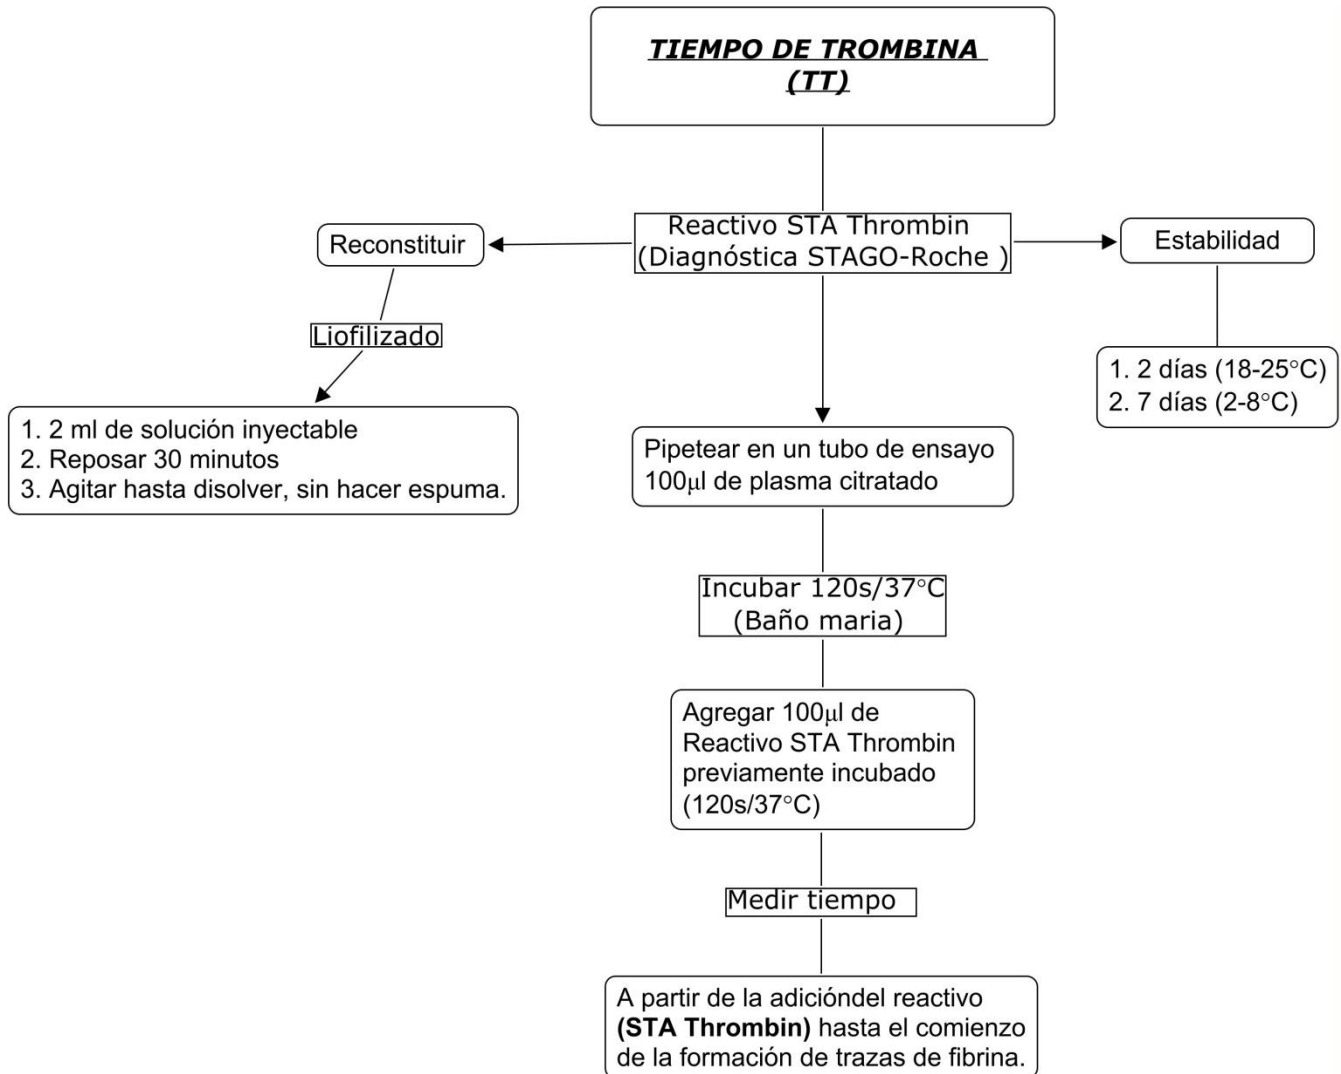 TIEMPO DE TROMBINA
(TT)
Reactivo STA Thrombin
(Diagnóstica STAGO-Roche )
Reconstituir
Liofilizado
1. 2 ml de solución inyectable
2. Reposar 30 minutos
3. Agitar hasta disolver, sin hacer espuma.
Estabilidad
1. 2 días (18-25°C)
2. 7 días (2-8°C)
Pipetear en un tubo de ensayo
100µl de plasma citratado
Incubar 120s/37°C
(Baño maria)
Agregar 100µl de
Reactivo STA Thrombin
previamente incubado
(120s/37°C)
Medir tiempo
A partir de la adicióndel reactivo
(STA Thrombin) hasta el comienzo
de la formación de trazas de fibrina.